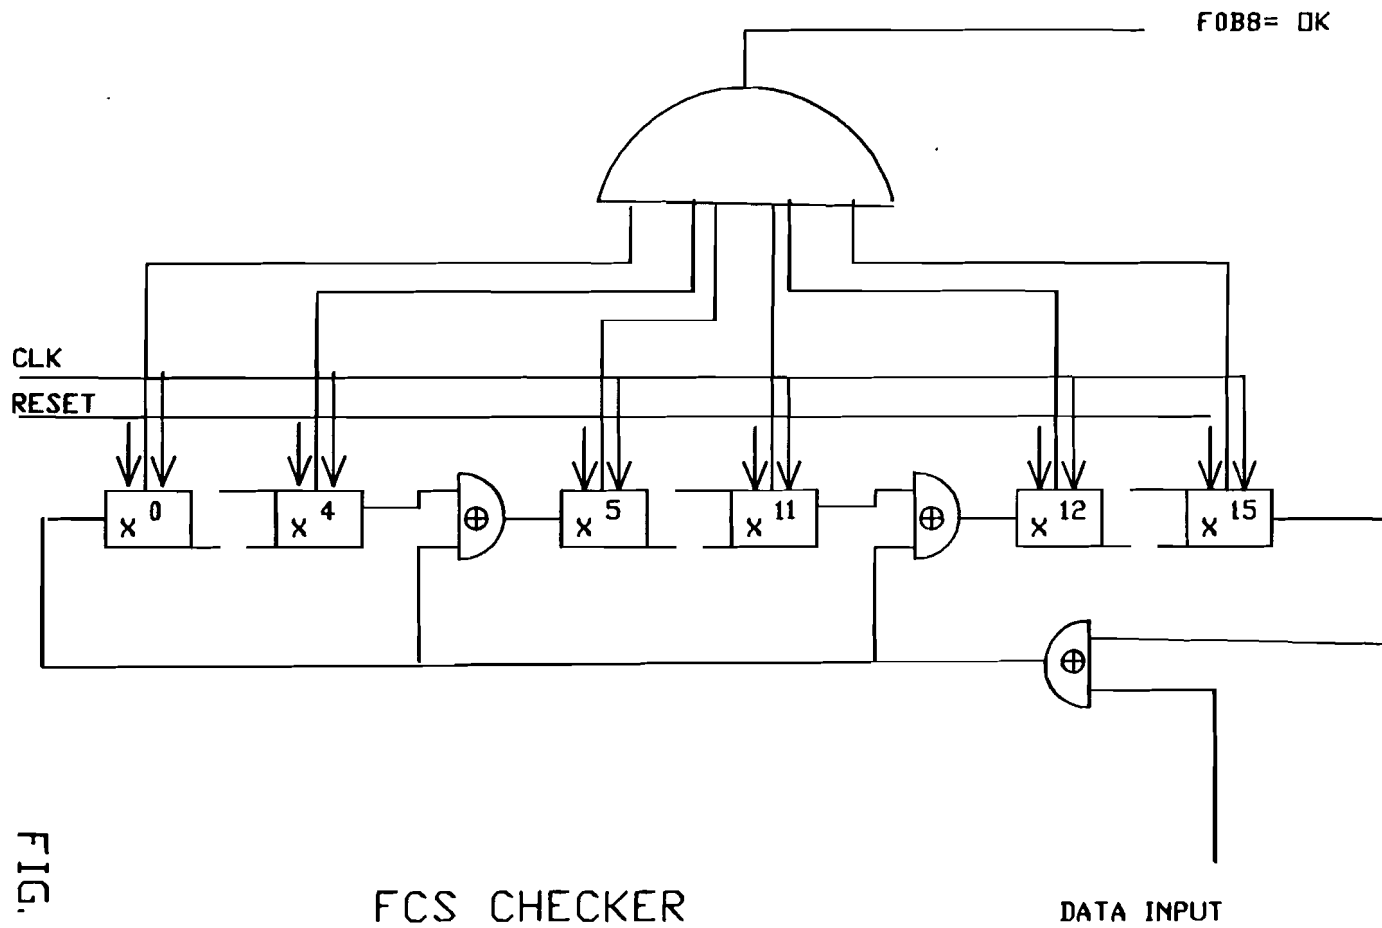 F0B8= OK
CLK
RESET
X 0
X 4
⊕
X 5
X 11
⊕
X 12
X 15
⊕
FIG.
FCS CHECKER
DATA INPUT